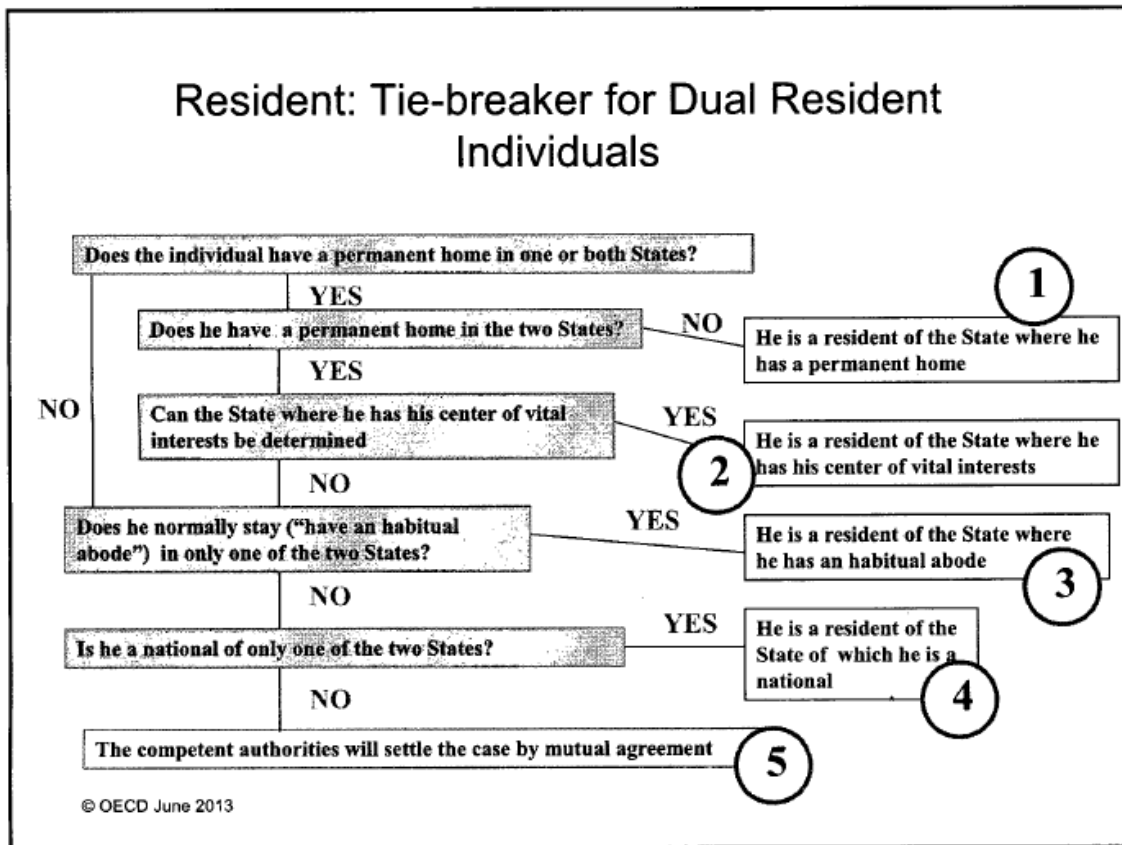 Resident: Tie-breaker for Dual Resident
Individuals
Does the individual have a permanent home in one or both States?
YES
1
Does he have a permanent home in the two States?
NO
He is a resident of the State where he
has a permanent home
YES
NO
Can the State where he has his center of vital
interests be determined
YES
2
He is a resident of the State where he
has his center of vital interests
NO
Does he normally stay ("have an habitual
abode") in only one of the two States?
YES
He is a resident of the State where
he has an habitual abode
3
NO
Is he a national of only one of the two States?
YES
He is a resident of the
State of which he is a
national
4
NO
The competent authorities will settle the case by mutual agreement
5
© OECD June 2013